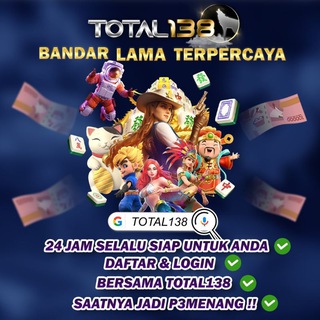 TOTAL138
BANDAR LAMA TERPERCAYA
G TOTAL138
24 JAM SELALU SIAP UNTUK ANDA
DAFTAR & LOGIN
BERSAMA TOTAL138
SAATNYA JADI P3MENANG !!